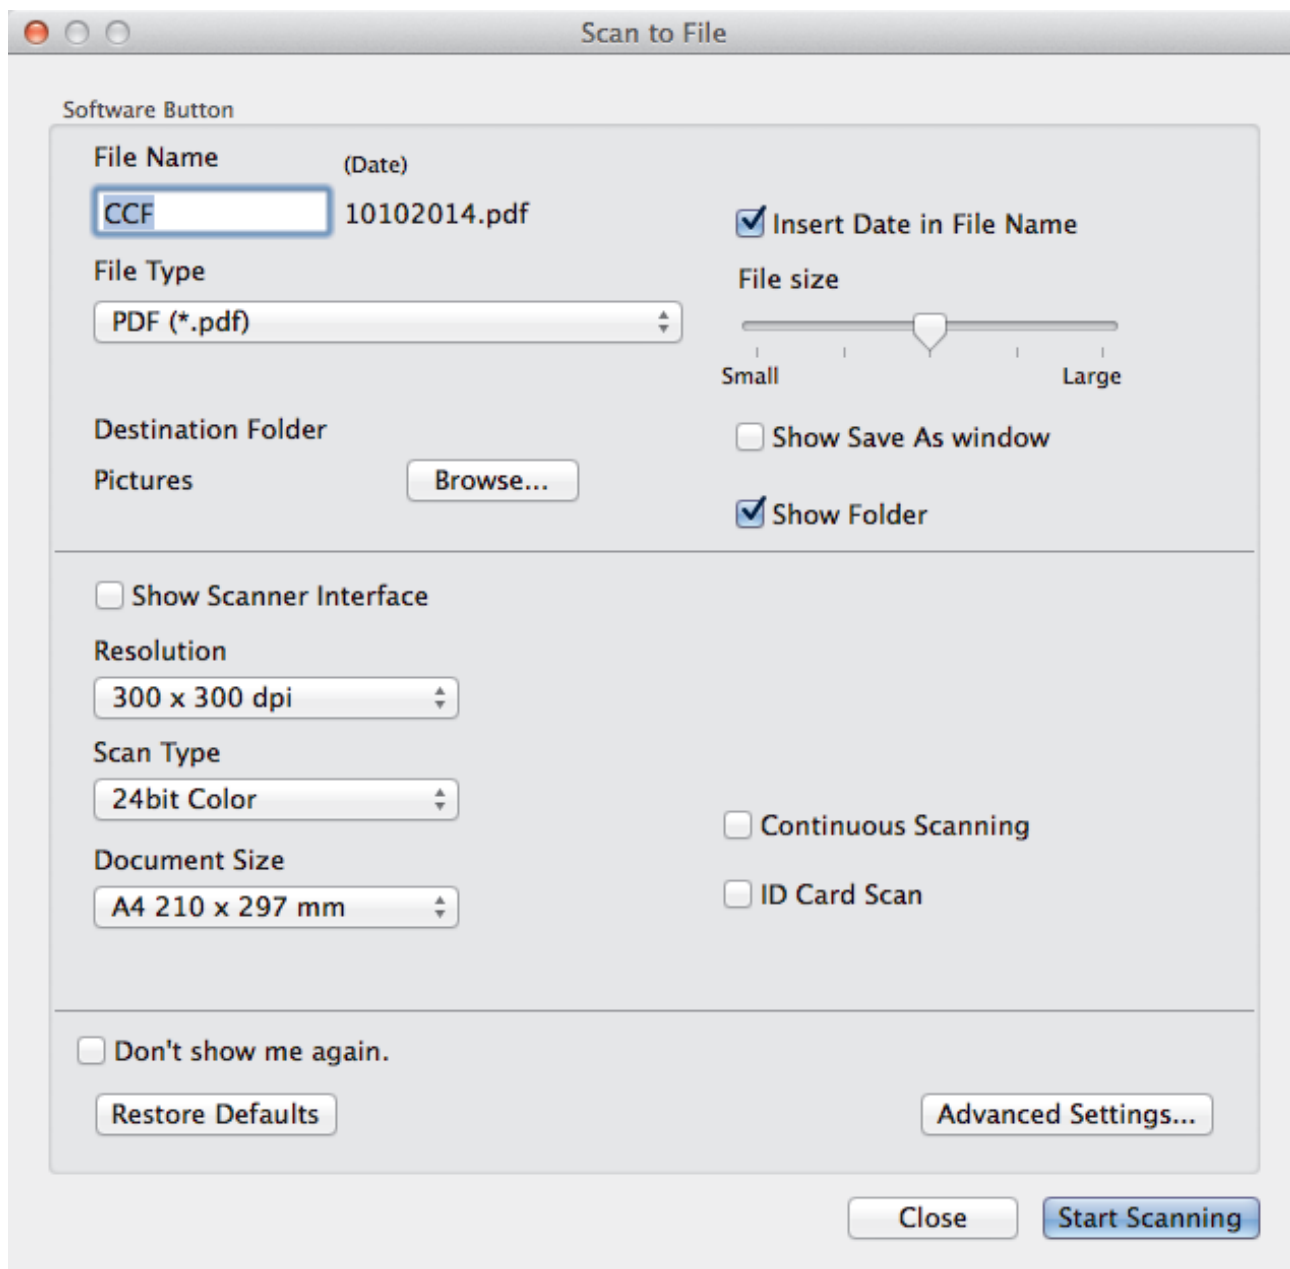 Scan to File
Software Button
File Name (Date)
CCF 10102014.pdf
Insert Date in File Name
File Type
File size
PDF (*.pdf)
Small Large
Destination Folder
Show Save As window
Pictures Browse...
Show Folder
Show Scanner Interface
Resolution
300 x 300 dpi
Scan Type
24bit Color
Continuous Scanning
Document Size
ID Card Scan
A4 210 x 297 mm
Don't show me again.
Restore Defaults Advanced Settings...
Close Start Scanning